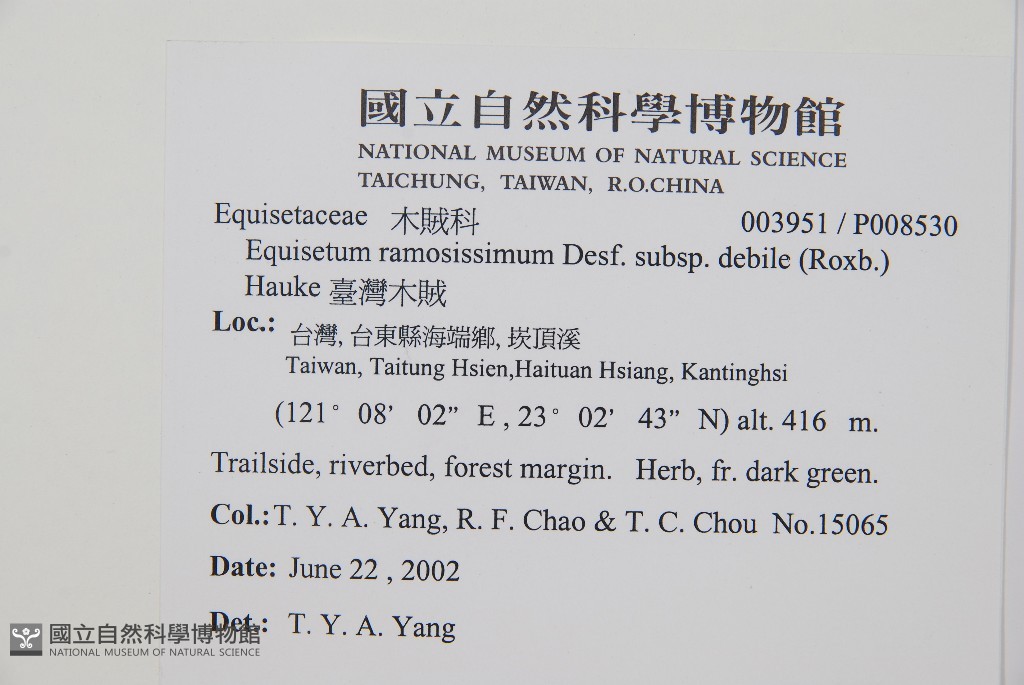 國立自然科學博物館
NATIONAL MUSEUM OF NATURAL SCIENCE
TAICHUNG, TAIWAN, R.O.CHINA
Equisetaceae 木賊科 003951 / P008530
Equisetum ramosissimum Desf. subsp. debile (Roxb.)
Hauke 臺灣木賊
Loc.: 台灣, 台東縣海端鄉, 崁頂溪
Taiwan, Taitung Hsien,Haituan Hsiang, Kantinghsi
(121° 08’ 02” E , 23° 02’ 43” N) alt. 416 m.
Trailside, riverbed, forest margin. Herb, fr. dark green.
Col.: T. Y. A. Yang, R. F. Chao & T. C. Chou No.15065
Date: June 22 , 2002
Det.: T. Y. A. Yang
國立自然科學博物館
NATIONAL MUSEUM OF NATURAL SCIENCE